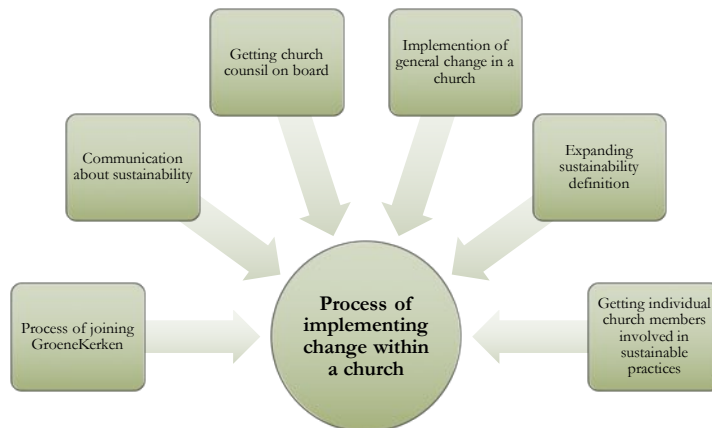 Getting church
counsil on board
Implemention of
general change in a
church
Communication
about sustainability
Expanding
sustainability
definition
Process of joining
GroeneKerken
Process of
implementing
change within
a church
Getting individual
church members
involved in
sustainable
practices